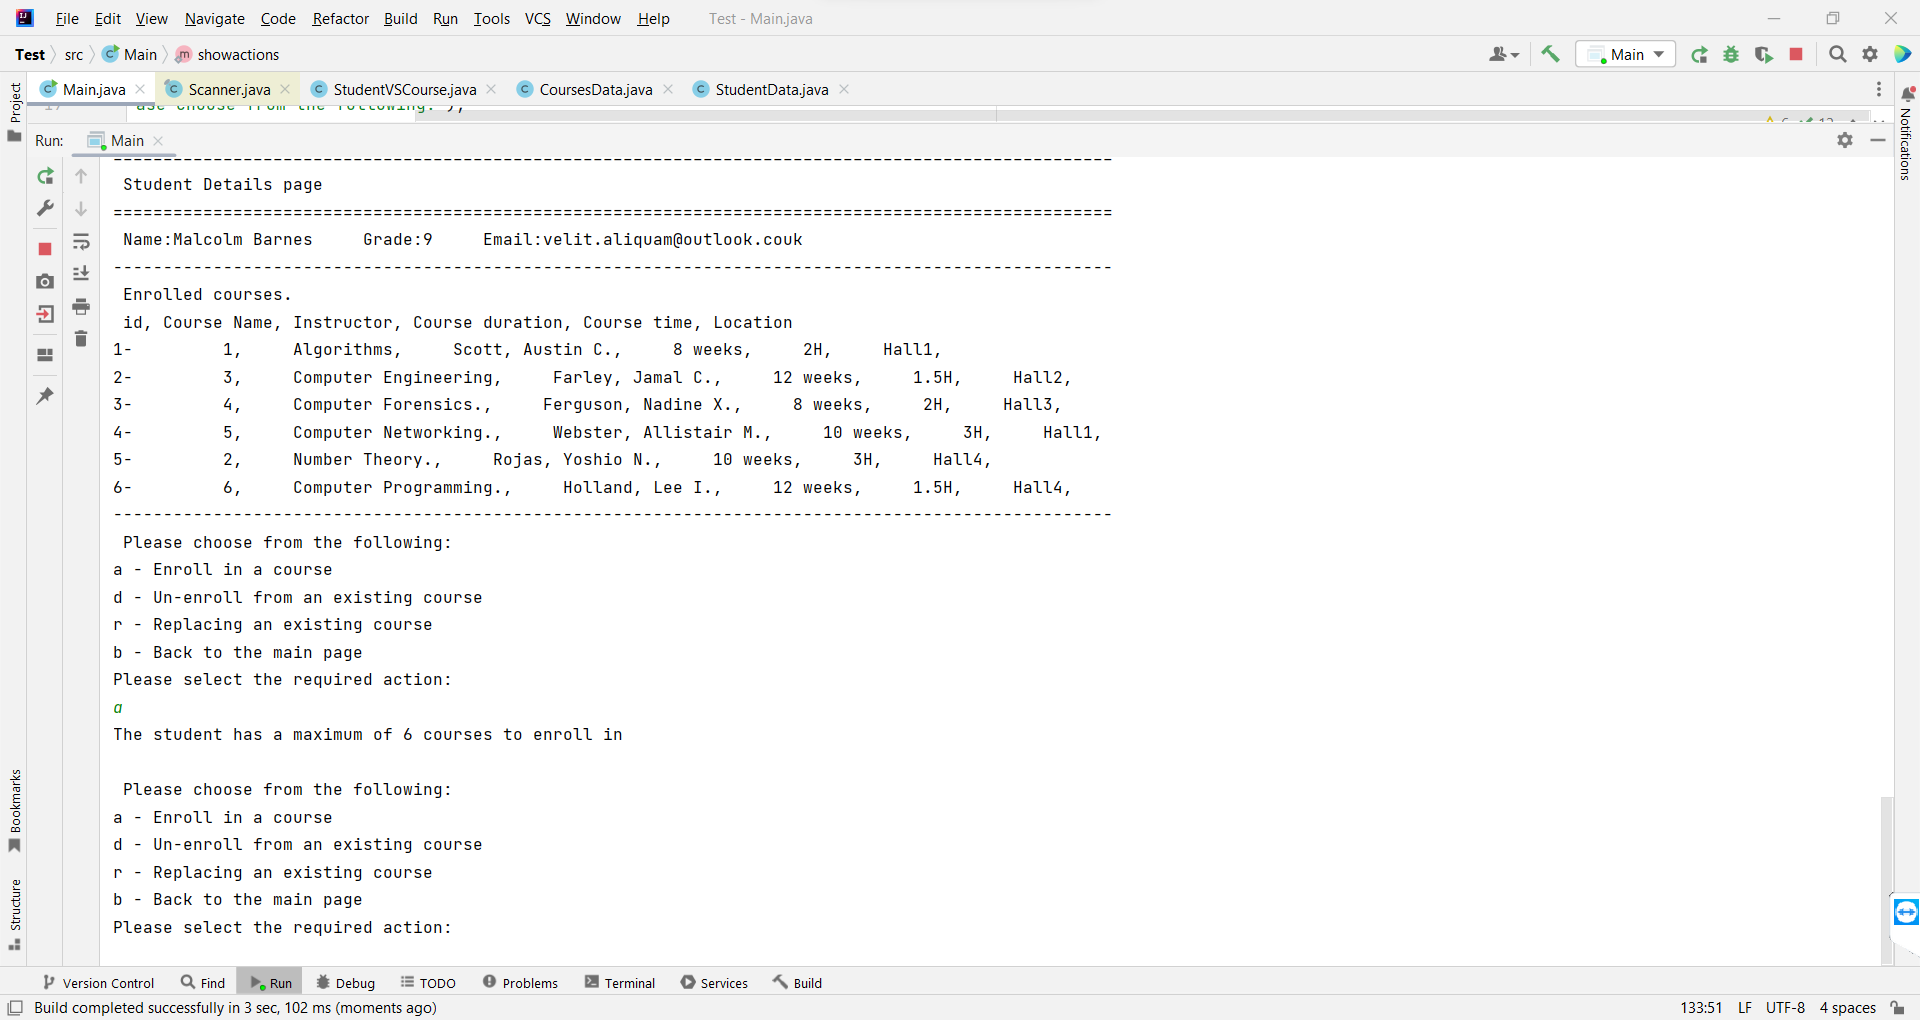 File Edit View Navigate Code Refactor Build Run Tools VCS Window Help Test - Main.java
Test src Main showactions Main
Project
Main.java Scanner.java StudentVSCourse.java CoursesData.java StudentData.java
Notifications
Run: Main
--------------------------------------------------------------------------------------------------
Student Details page
====================================================================================================
Name:Malcolm Barnes Grade:9 Email:velit.aliquam@outlook.couk
----------------------------------------------------------------------------------------------------
Enrolled courses.
id, Course Name, Instructor, Course duration, Course time, Location
1- 1, Algorithms, Scott, Austin C., 8 weeks, 2H, Hall1,
2- 3, Computer Engineering, Farley, Jamal C., 12 weeks, 1.5H, Hall2,
3- 4, Computer Forensics., Ferguson, Nadine X., 8 weeks, 2H, Hall3,
4- 5, Computer Networking., Webster, Allistair M., 10 weeks, 3H, Hall1,
5- 2, Number Theory., Rojas, Yoshio N., 10 weeks, 3H, Hall4,
6- 6, Computer Programming., Holland, Lee I., 12 weeks, 1.5H, Hall4,
----------------------------------------------------------------------------------------------------
Please choose from the following:
a - Enroll in a course
d - Un-enroll from an existing course
r - Replacing an existing course
b - Back to the main page
Please select the required action:
a
The student has a maximum of 6 courses to enroll in
Please choose from the following:
a - Enroll in a course
d - Un-enroll from an existing course
r - Replacing an existing course
b - Back to the main page
Please select the required action:
Bookmarks
Structure
Version Control Find Run Debug TODO Problems Terminal Services Build
Build completed successfully in 3 sec, 102 ms (moments ago) 133:51 LF UTF-8 4 spaces